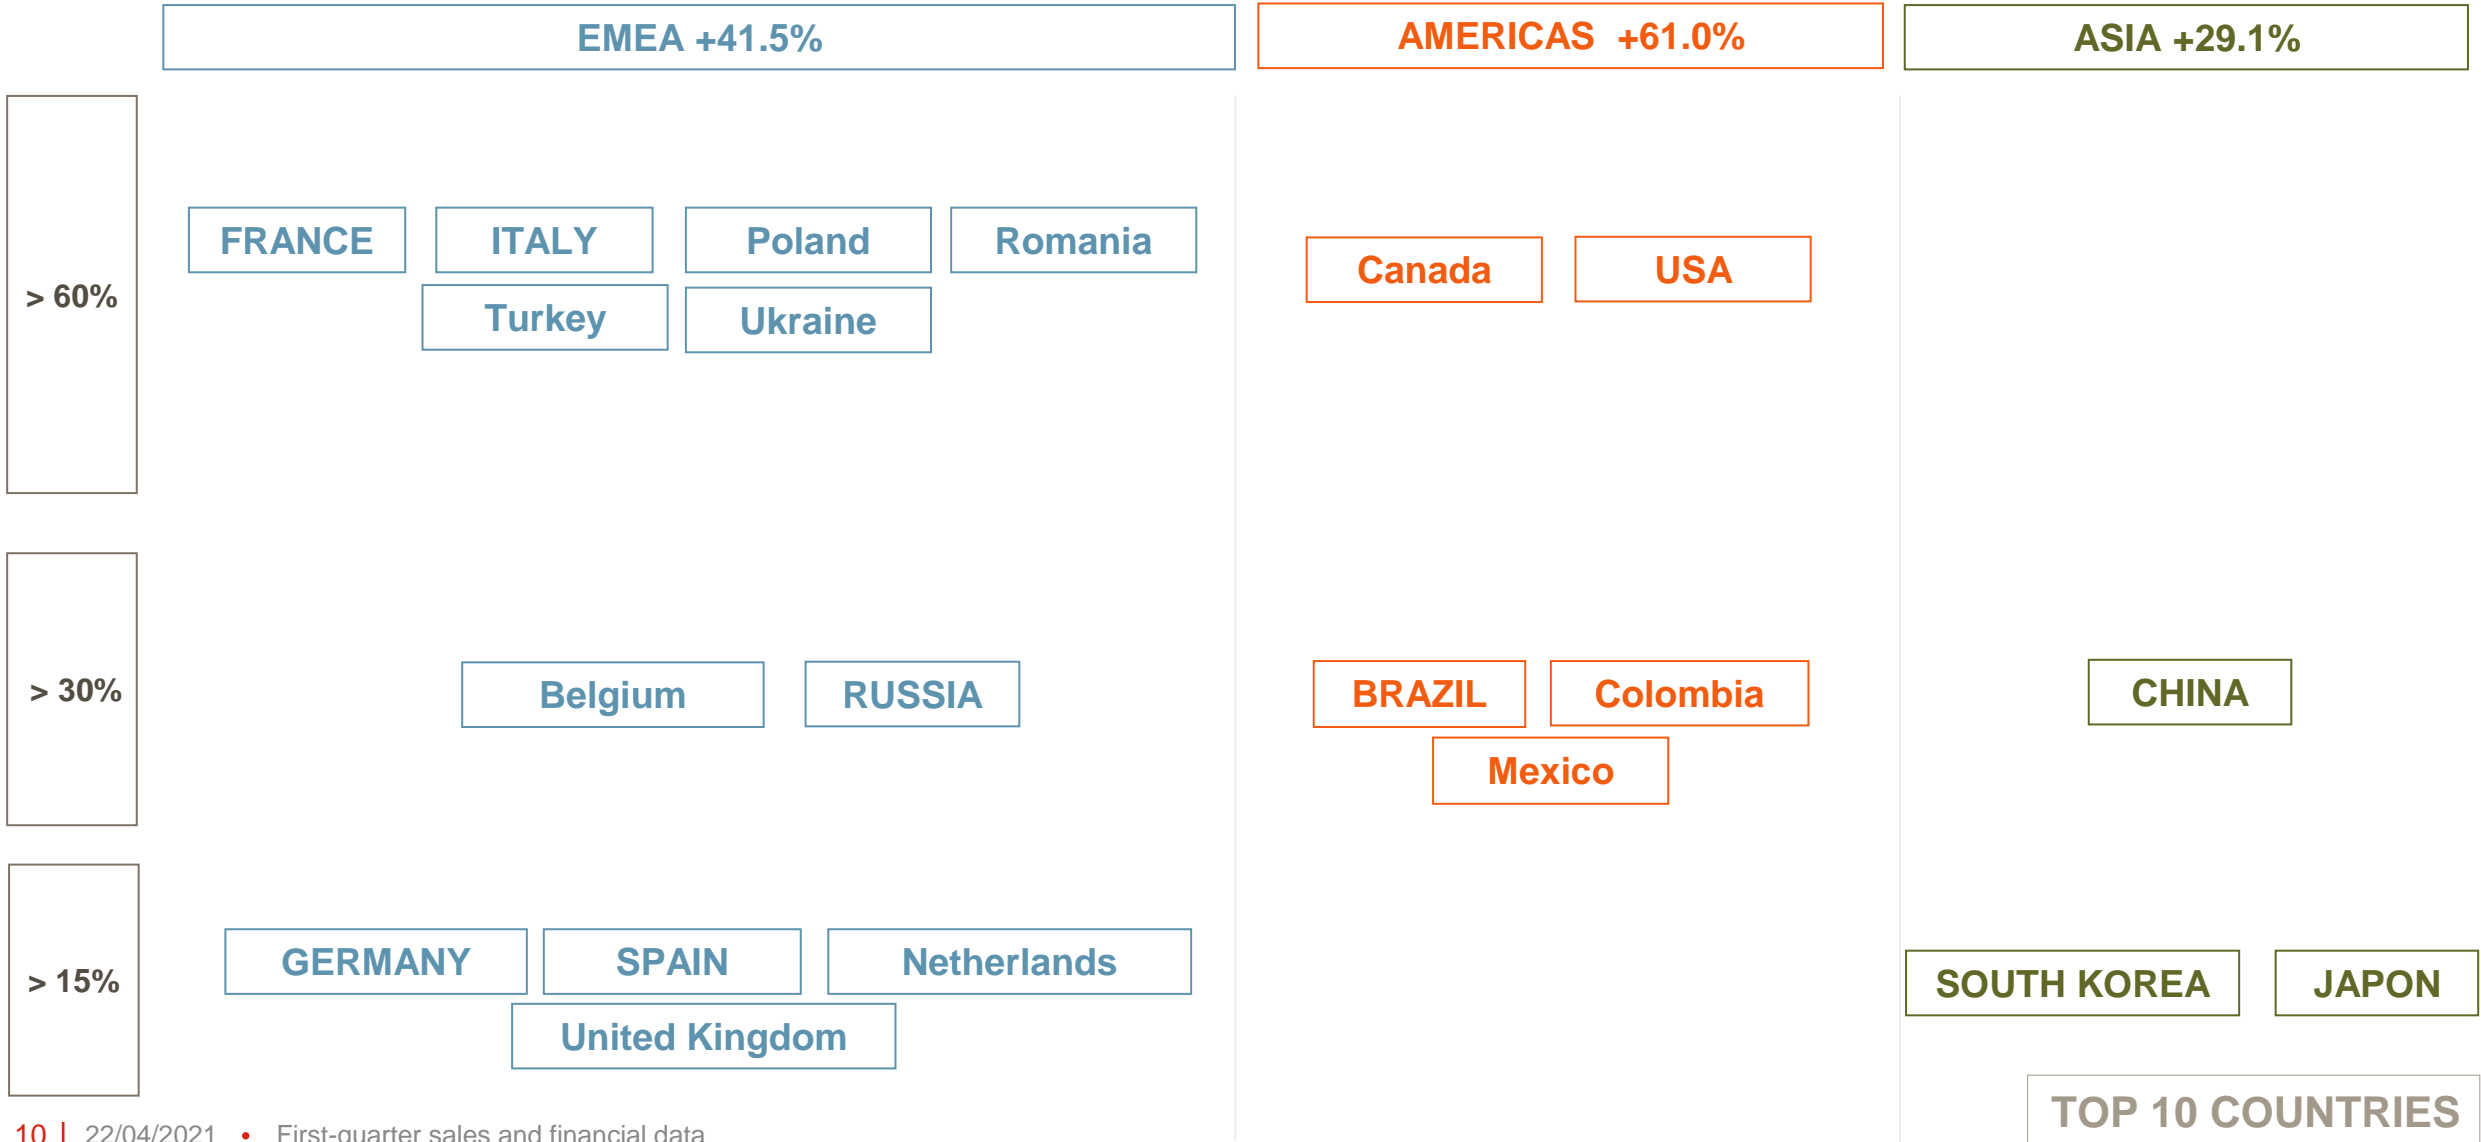 EMEA +41.5%
AMERICAS +61.0%
ASIA +29.1%
> 60%
FRANCE
ITALY
Poland
Romania
Turkey
Ukraine
Canada
USA
> 30%
Belgium
RUSSIA
BRAZIL
Colombia
Mexico
CHINA
> 15%
GERMANY
SPAIN
Netherlands
United Kingdom
SOUTH KOREA
JAPON
TOP 10 COUNTRIES
10 | 22/04/2021 • First-quarter sales and financial data